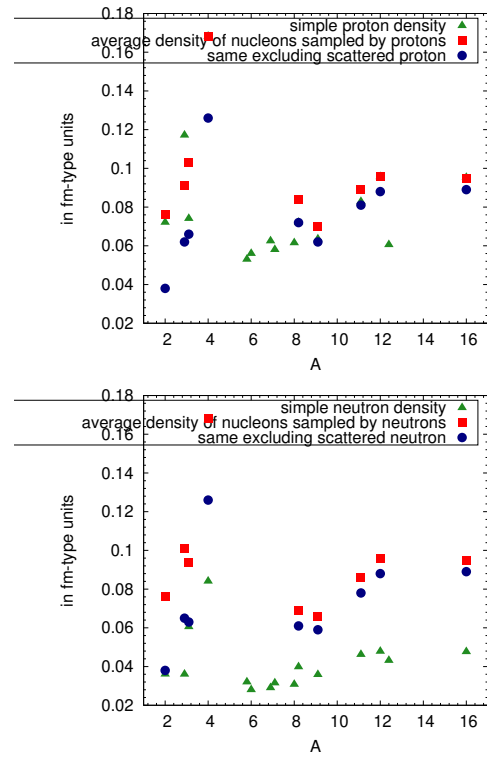 0.18
0.16
0.14
0.12
0.1
0.08
0.06
0.04
0.02
in fm-type units
simple proton density
average density of nucleons sampled by protons
same excluding scattered proton
2 4 6 8 10 12 14 16
A
0.18
0.16
0.14
0.12
0.1
0.08
0.06
0.04
0.02
in fm-type units
simple neutron density
average density of nucleons sampled by neutrons
same excluding scattered neutron
2 4 6 8 10 12 14 16
A